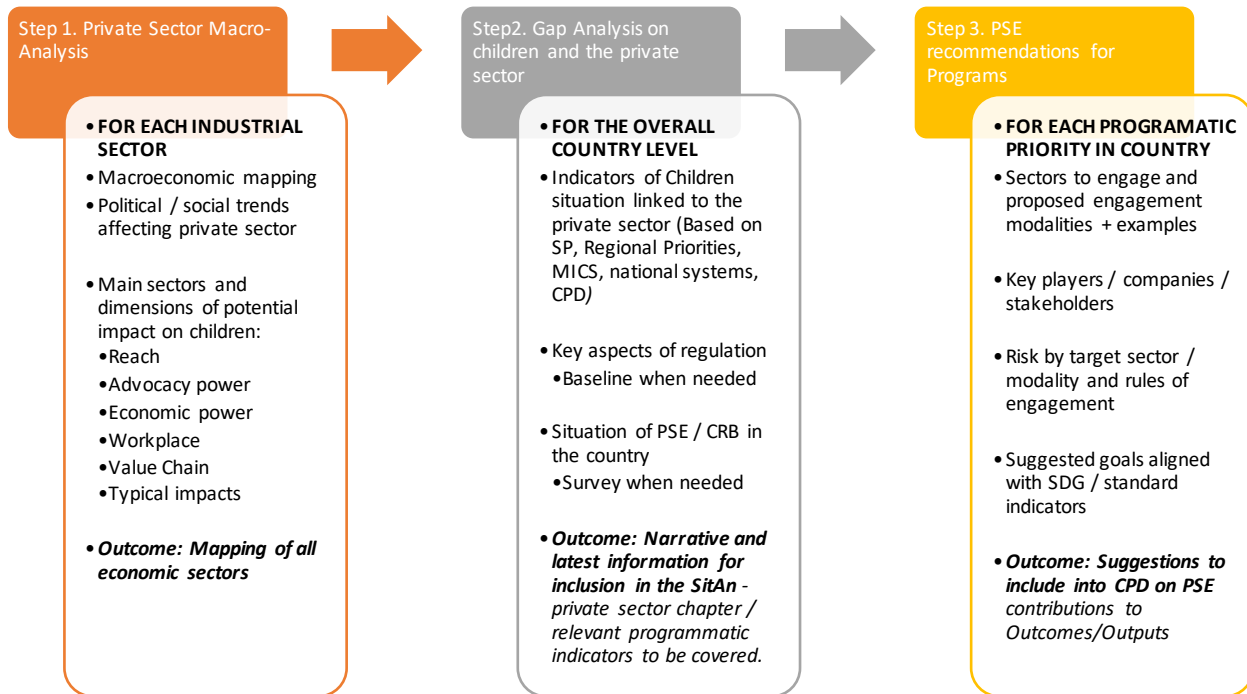 Step 1. Private Sector Macro-
Analysis
• FOR EACH INDUSTRIAL
SECTOR
• Macroeconomic mapping
• Political / social trends
affecting private sector
• Main sectors and
dimensions of potential
impact on children:
• Reach
• Advocacy power
• Economic power
• Workplace
• Value Chain
• Typical impacts
• Outcome: Mapping of all
economic sectors
Step2. Gap Analysis on
children and the private
sector
• FOR THE OVERALL
COUNTRY LEVEL
• Indicators of Children
situation linked to the
private sector (Based on
SP, Regional Priorities,
MICS, national systems,
CPD)
• Key aspects of regulation
• Baseline when needed
• Situation of PSE / CRB in
the country
• Survey when needed
• Outcome: Narrative and
latest information for
inclusion in the SitAn -
private sector chapter /
relevant programmatic
indicators to be covered.
Step 3. PSE
recommendations for
Programs
• FOR EACH PROGRAMATIC
PRIORITY IN COUNTRY
• Sectors to engage and
proposed engagement
modalities + examples
• Key players / companies /
stakeholders
• Risk by target sector /
modality and rules of
engagement
• Suggested goals aligned
with SDG / standard
indicators
• Outcome: Suggestions to
include into CPD on PSE
contributions to
Outcomes/Outputs